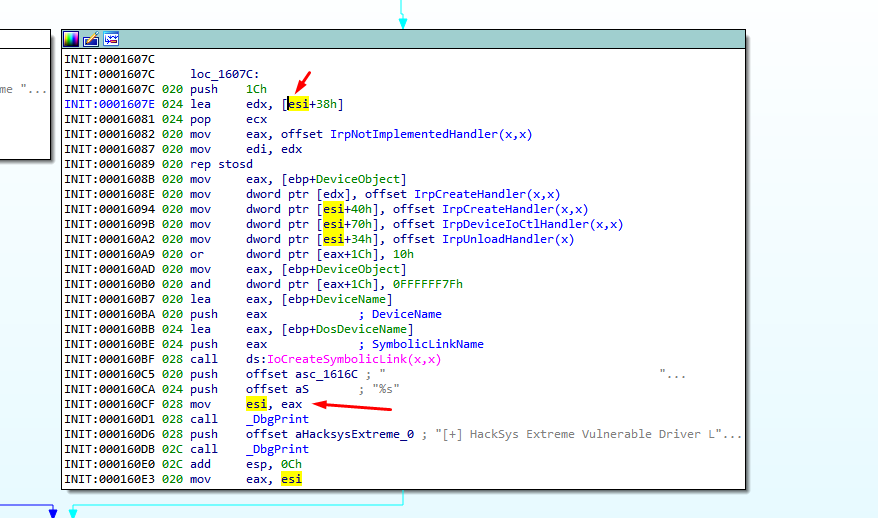 me "...
INIT:0001607C
INIT:0001607C loc_1607C:
INIT:0001607C 020 push 1Ch
INIT:0001607E 024 lea edx, [esi+38h]
INIT:00016081 024 pop ecx
INIT:00016082 020 mov eax, offset IrpNotImplementedHandler(x,x)
INIT:00016087 020 mov edi, edx
INIT:00016089 020 rep stosd
INIT:0001608B 020 mov eax, [ebp+DeviceObject]
INIT:0001608E 020 mov dword ptr [edx], offset IrpCreateHandler(x,x)
INIT:00016094 020 mov dword ptr [esi+40h], offset IrpCreateHandler(x,x)
INIT:0001609B 020 mov dword ptr [esi+70h], offset IrpDeviceIoCtlHandler(x,x)
INIT:000160A2 020 mov dword ptr [esi+34h], offset IrpUnloadHandler(x)
INIT:000160A9 020 or dword ptr [eax+1Ch], 10h
INIT:000160AD 020 mov eax, [ebp+DeviceObject]
INIT:000160B0 020 and dword ptr [eax+1Ch], 0FFFFFF7Fh
INIT:000160B7 020 lea eax, [ebp+DeviceName]
INIT:000160BA 020 push eax ; DeviceName
INIT:000160BB 024 lea eax, [ebp+DosDeviceName]
INIT:000160BE 024 push eax ; SymbolicLinkName
INIT:000160BF 028 call ds:IoCreateSymbolicLink(x,x)
INIT:000160C5 020 push offset asc_1616C ; " "...
INIT:000160CA 024 push offset aS ; "%s"
INIT:000160CF 028 mov esi, eax
INIT:000160D1 028 call _DbgPrint
INIT:000160D6 028 push offset aHacksysExtreme_0 ; "[+] HackSys Extreme Vulnerable Driver L"...
INIT:000160DB 02C call _DbgPrint
INIT:000160E0 02C add esp, 0Ch
INIT:000160E3 020 mov eax, esi